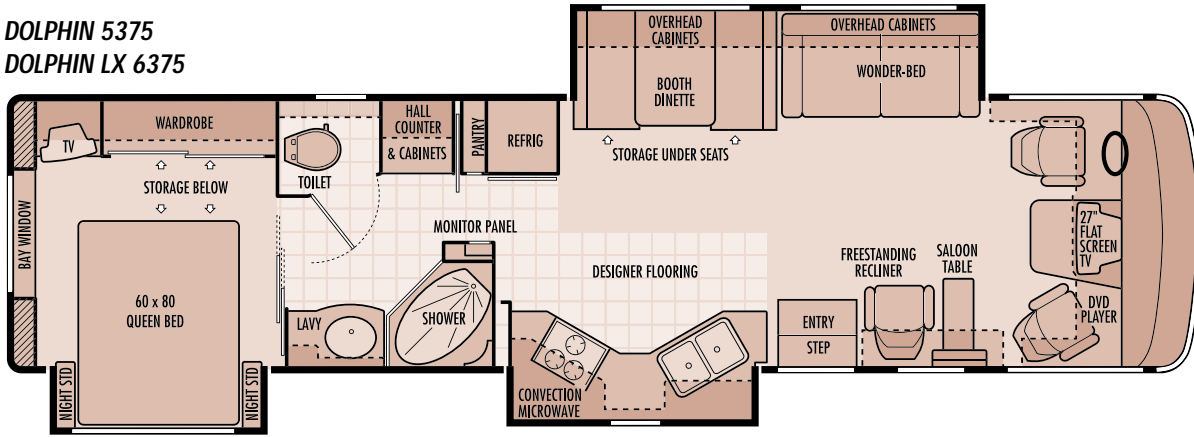 DOLPHIN 5375
DOLPHIN LX 6375
OVERHEAD
CABINETS
OVERHEAD CABINETS
WONDER-BED
BOOTH
DINETTE
STORAGE UNDER SEATS
WARDROBE
TV
STORAGE BELOW
BAY WINDOW
60 x 80
QUEEN BED
NIGHT STD
NIGHT STD
TOILET
HALL
COUNTER
& CABINETS
PANTRY
REFRIG
MONITOR PANEL
LAVY
SHOWER
DESIGNER FLOORING
CONVECTION
MICROWAVE
ENTRY
STEP
FREESTANDING
RECLINER
SALOON
TABLE
27"
FLAT
SCREEN
TV
DVD
PLAYER